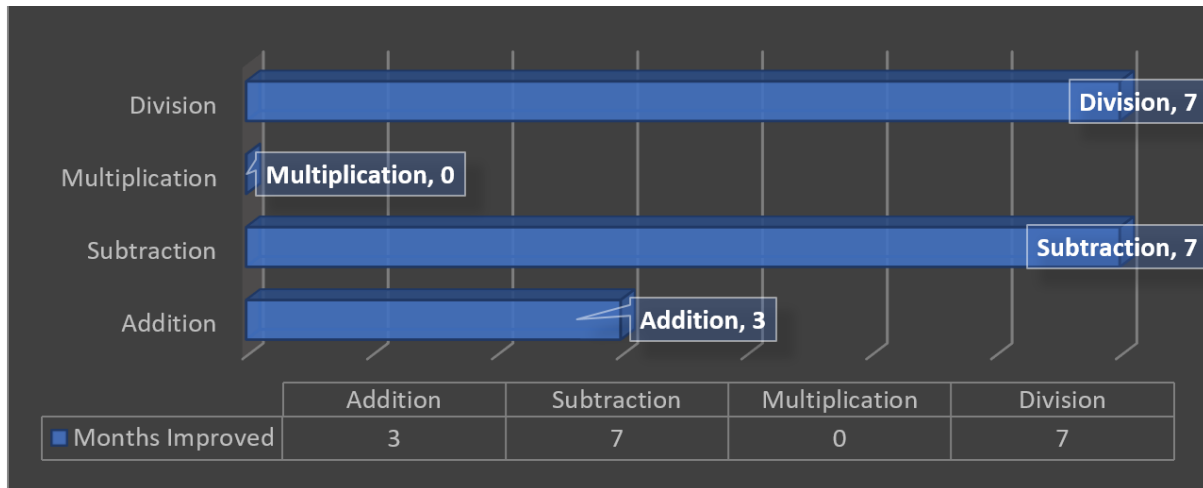 Division
Division, 7
Multiplication
Multiplication, 0
Subtraction
Subtraction, 7
Addition
Addition, 3
Addition Subtraction Multiplication Division
Months Improved 3 7 0 7